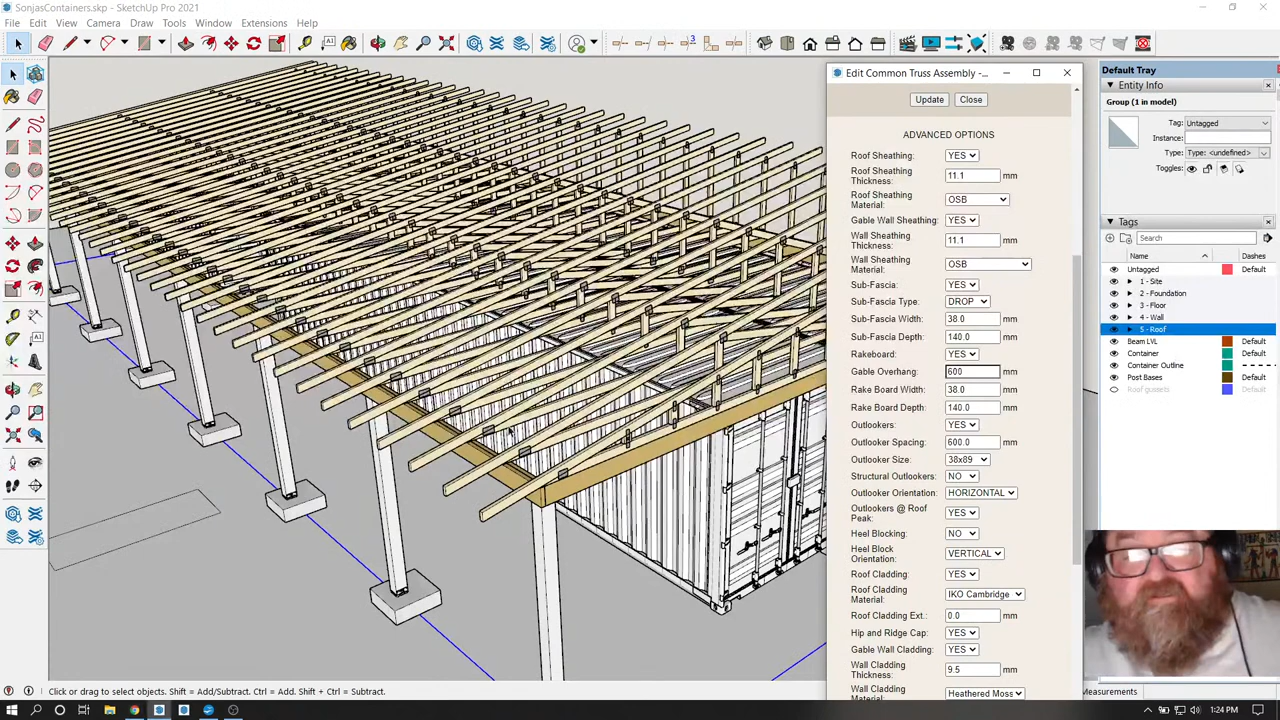 SonjasContainers.skp - SketchUp Pro 2021
File Edit View Camera Draw Tools Window Extensions Help
3
Edit Common Truss Assembly -...
Update Close
ADVANCED OPTIONS
Roof Sheathing: YES
Roof Sheathing
Thickness: 11.1 mm
Roof Sheathing
Material: OSB
Gable Wall Sheathing: YES
Wall Sheathing
Thickness: 11.1 mm
Wall Sheathing
Material: OSB
Sub-Fascia: YES
Sub-Fascia Type: DROP
Sub-Fascia Width: 38.0 mm
Sub-Fascia Depth: 140.0 mm
Rakeboard: YES
Gable Overhang: 600 mm
Rake Board Width: 38.0 mm
Rake Board Depth: 140.0 mm
Outlookers: YES
Outlooker Spacing: 600.0 mm
Outlooker Size: 38x89
Structural Outlookers: NO
Outlooker Orientation: HORIZONTAL
Outlookers @ Roof
Peak: YES
Heel Blocking: NO
Heel Block
Orientation: VERTICAL
Roof Cladding: YES
Roof Cladding
Material: IKO Cambridge
Roof Cladding Ext.: 0.0 mm
Hip and Ridge Cap: YES
Gable Wall Cladding: YES
Wall Cladding
Thickness: 9.5 mm
Wall Cladding
Material: Heathered Moss
Default Tray
Entity Info
Group (1 in model)
Tag: Untagged
Instance:
Type: Type: <undefined>
Toggles:
Tags
Search
Name Default
Untagged Default
1 - Site
2 - Foundation
3 - Floor
4 - Wall
5 - Roof
Beam LVL Default
Container Default
Container Outline Default
Post Bases Default
Roof gussets Default
Click or drag to select objects. Shift = Add/Subtract. Ctrl = Add. Shift + Ctrl = Subtract.
Measurements
1:24 PM